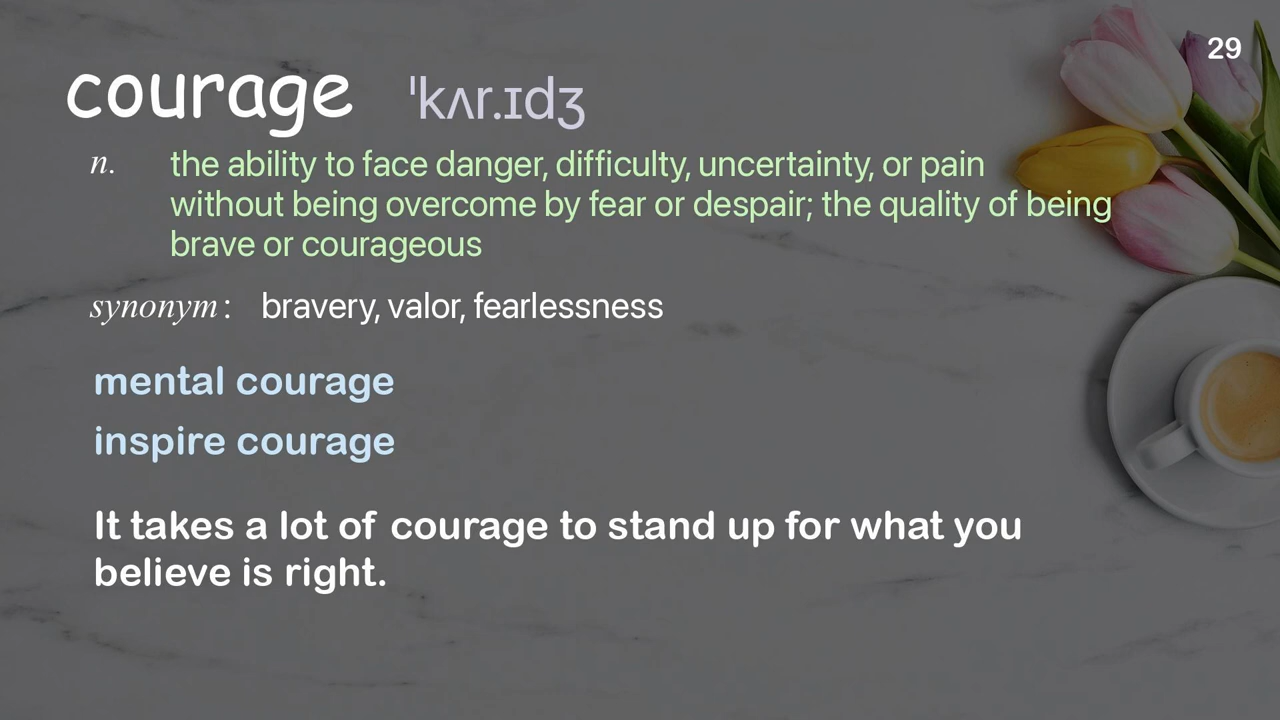 29
courage ˈkʌr.ɪdʒ
n. the ability to face danger, difficulty, uncertainty, or pain
without being overcome by fear or despair; the quality of being
brave or courageous
synonym: bravery, valor, fearlessness
mental courage
inspire courage
It takes a lot of courage to stand up for what you
believe is right.